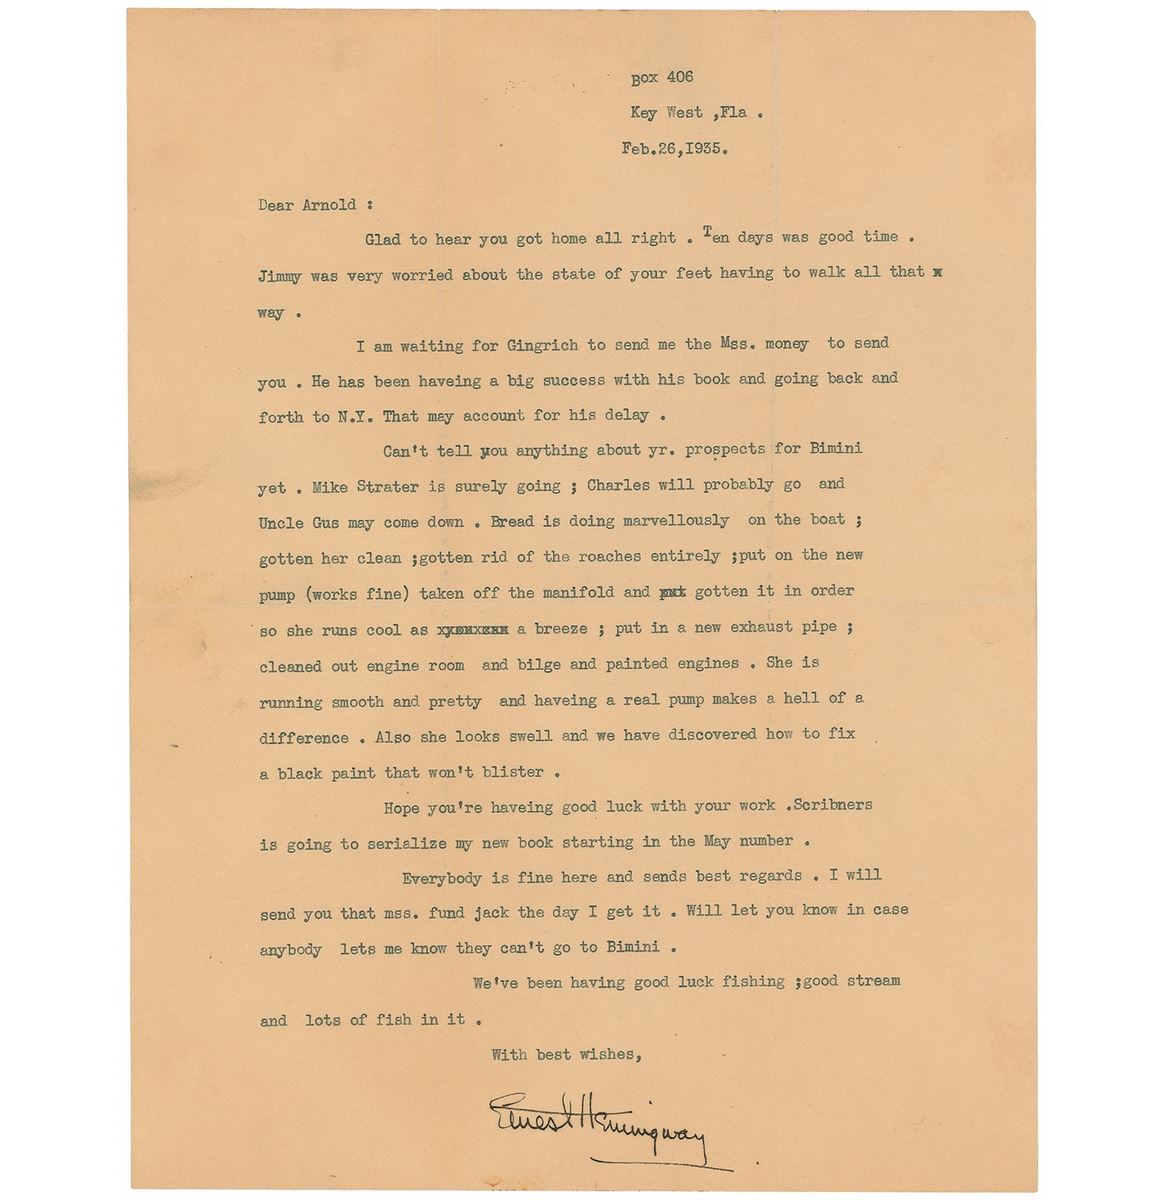 Box 406
Key West ,Fla .
Feb.26,1935.
Dear Arnold :
Glad to hear you got home all right . Ten days was good time .
Jimmy was very worried about the state of your feet having to walk all that x
way .
I am waiting for Gingrich to send me the Mss. money to send
you . He has been haveing a big success with his book and going back and
forth to N.Y. That may account for his delay .
Can't tell you anything about yr. prospects for Bimini
yet . Mike Strater is surely going ; Charles will probably go and
Uncle Gus may come down . Bread is doing marvellously on the boat ;
gotten her clean ;gotten rid of the roaches entirely ;put on the new
pump (works fine) taken off the manifold and put gotten it in order
so she runs cool as a breeze ; put in a new exhaust pipe ;
cleaned out engine room and bilge and painted engines . She is
running smooth and pretty and haveing a real pump makes a hell of a
difference . Also she looks swell and we have discovered how to fix
a black paint that won't blister .
Hope you're haveing good luck with your work .Scribners
is going to serialize my new book starting in the May number .
Everybody is fine here and sends best regards . I will
send you that mss. fund jack the day I get it . Will let you know in case
anybody lets me know they can't go to Bimini .
We've been having good luck fishing ;good stream
and lots of fish in it .
With best wishes,
Ernest Hemingway